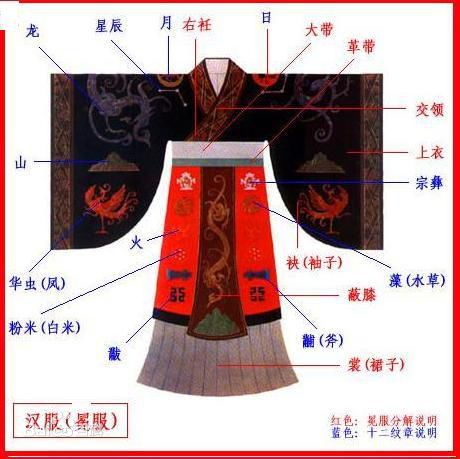 龙 星辰 月 右衽 日 大带 革带
交领
上衣
山
宗彝
火
华虫(凤)
袂(袖子)
藻(水草)
粉米(白米)
蔽膝
黻
黼(斧)
裳(裙子)
汉服(冕服)
红色：冕服分解说明
蓝色：十二纹章说明